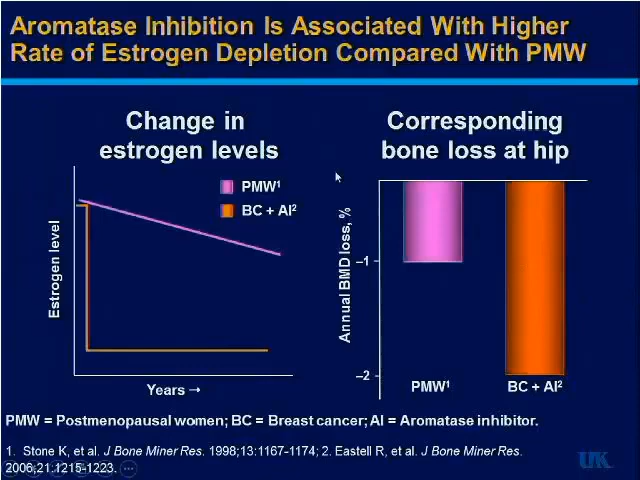 Aromatase Inhibition Is Associated With Higher
Rate of Estrogen Depletion Compared With PMW
Change in
estrogen levels
PMW¹
BC + AI²
Estrogen level
Years →
Corresponding
bone loss at hip
Annual BMD loss, %
–1
–2
PMW¹
BC + AI²
PMW = Postmenopausal women; BC = Breast cancer; AI = Aromatase inhibitor.
1. Stone K, et al. J Bone Miner Res. 1998;13:1167-1174; 2. Eastell R, et al. J Bone Miner Res.
2006;21:1215-1223.
UK